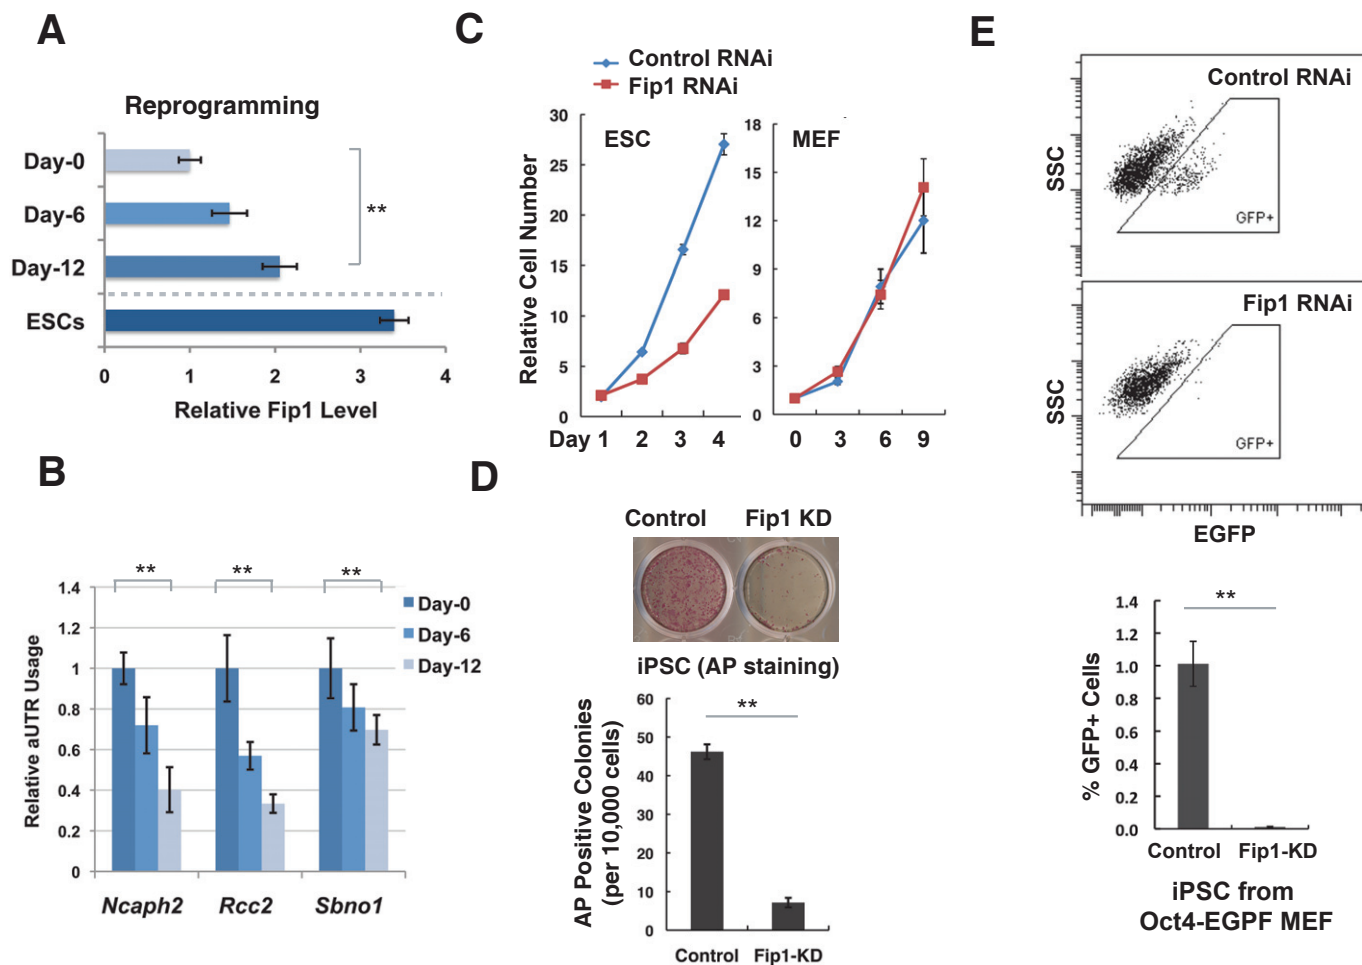 A
Reprogramming
Day-0
Day-6
Day-12
ESCs
**
0 1 2 3 4
Relative Fip1 Level
B
Relative aUTR Usage
1.4
1.2
1
0.8
0.6
0.4
0.2
0
** ** **
Day-0
Day-6
Day-12
Ncaph2 Rcc2 Sbno1
C
Control RNAi
Fip1 RNAi
Relative Cell Number
30
25
20
15
10
5
0
ESC
Day 1 2 3 4
18
15
12
9
6
3
0
MEF
0 3 6 9
D
Control Fip1 KD
iPSC (AP staining)
AP Positive Colonies
(per 10,000 cells)
60
50
40
30
20
10
0
**
Control Fip1-KD
E
Control RNAi
SSC
GFP+
Fip1 RNAi
SSC
GFP+
EGFP
% GFP+ Cells
1.4
1.2
1.0
0.8
0.6
0.4
0.2
0.0
**
Control Fip1-KD
iPSC from
Oct4-EGPF MEF